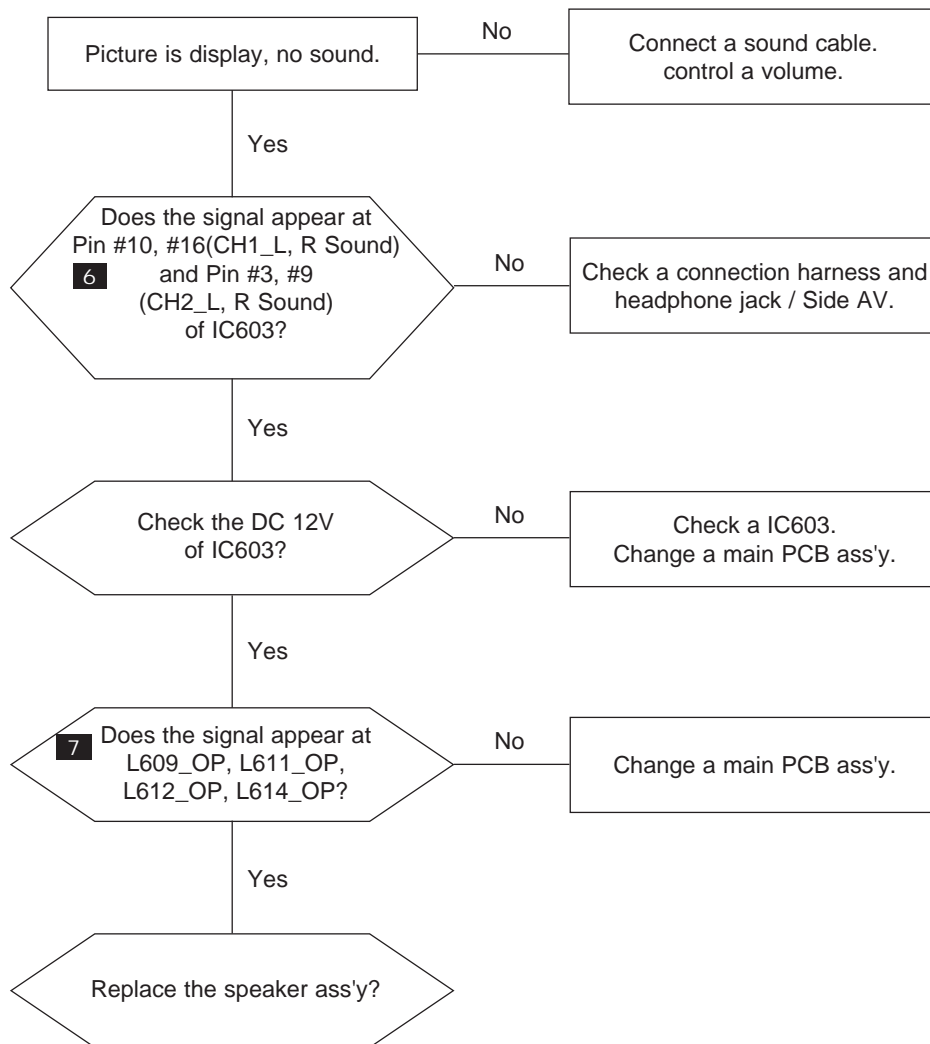 Picture is display, no sound.
No
Connect a sound cable.
control a volume.
Yes
Does the signal appear at
Pin #10, #16(CH1_L, R Sound)
6
and Pin #3, #9
(CH2_L, R Sound)
of IC603?
No
Check a connection harness and
headphone jack / Side AV.
Yes
Check the DC 12V
of IC603?
No
Check a IC603.
Change a main PCB ass'y.
Yes
7
Does the signal appear at
L609_OP, L611_OP,
L612_OP, L614_OP?
No
Change a main PCB ass'y.
Yes
Replace the speaker ass'y?